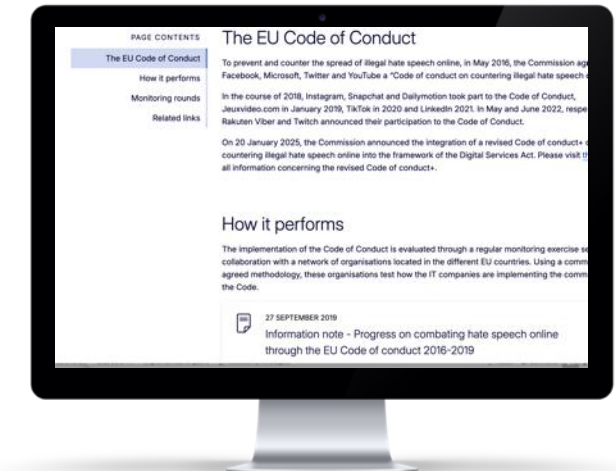 PAGE CONTENTS
The EU Code of Conduct
How it performs
Monitoring rounds
Related links
The EU Code of Conduct
To prevent and counter the spread of illegal hate speech online, in May 2016, the Commission
Facebook, Microsoft, Twitter and YouTube a "Code of conduct on countering illegal hate speech
In the course of 2018, Instagram, Snapchat and Dailymotion took part to the Code of Conduct,
Jeuxvideo.com in January 2019, TikTok in 2020 and LinkedIn 2021. In May and June 2022,
Rakuten Viber and Twitch announced their participation to the Code of Conduct.
On 20 January 2025, the Commission announced the integration of a revised Code of conduct+
countering illegal hate speech online into the framework of the Digital Services Act. Please visit
all information concerning the revised Code of conduct+.
How it performs
The implementation of the Code of Conduct is evaluated through a regular monitoring exercise
collaboration with a network of organisations located in the different EU countries. Using a
agreed methodology, these organisations test how the IT companies are implementing the
the Code.
27 SEPTEMBER 2019
Information note - Progress on combating hate speech online
through the EU Code of conduct 2016-2019